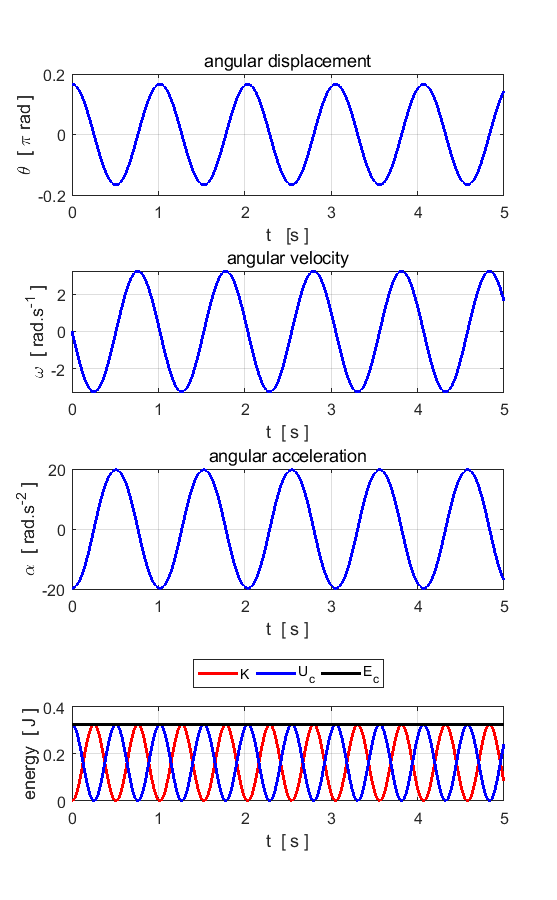 angular displacement
0.2
0
-0.2
θ [ π rad ]
0 1 2 3 4 5
t [s ]
angular velocity
2
0
-2
ω [ rad.s-1 ]
0 1 2 3 4 5
t [ s ]
angular acceleration
20
0
-20
α [ rad.s-2 ]
0 1 2 3 4 5
t [ s ]
K Uc Ec
0.4
0.2
0
energy [ J ]
0 1 2 3 4 5
t [ s ]